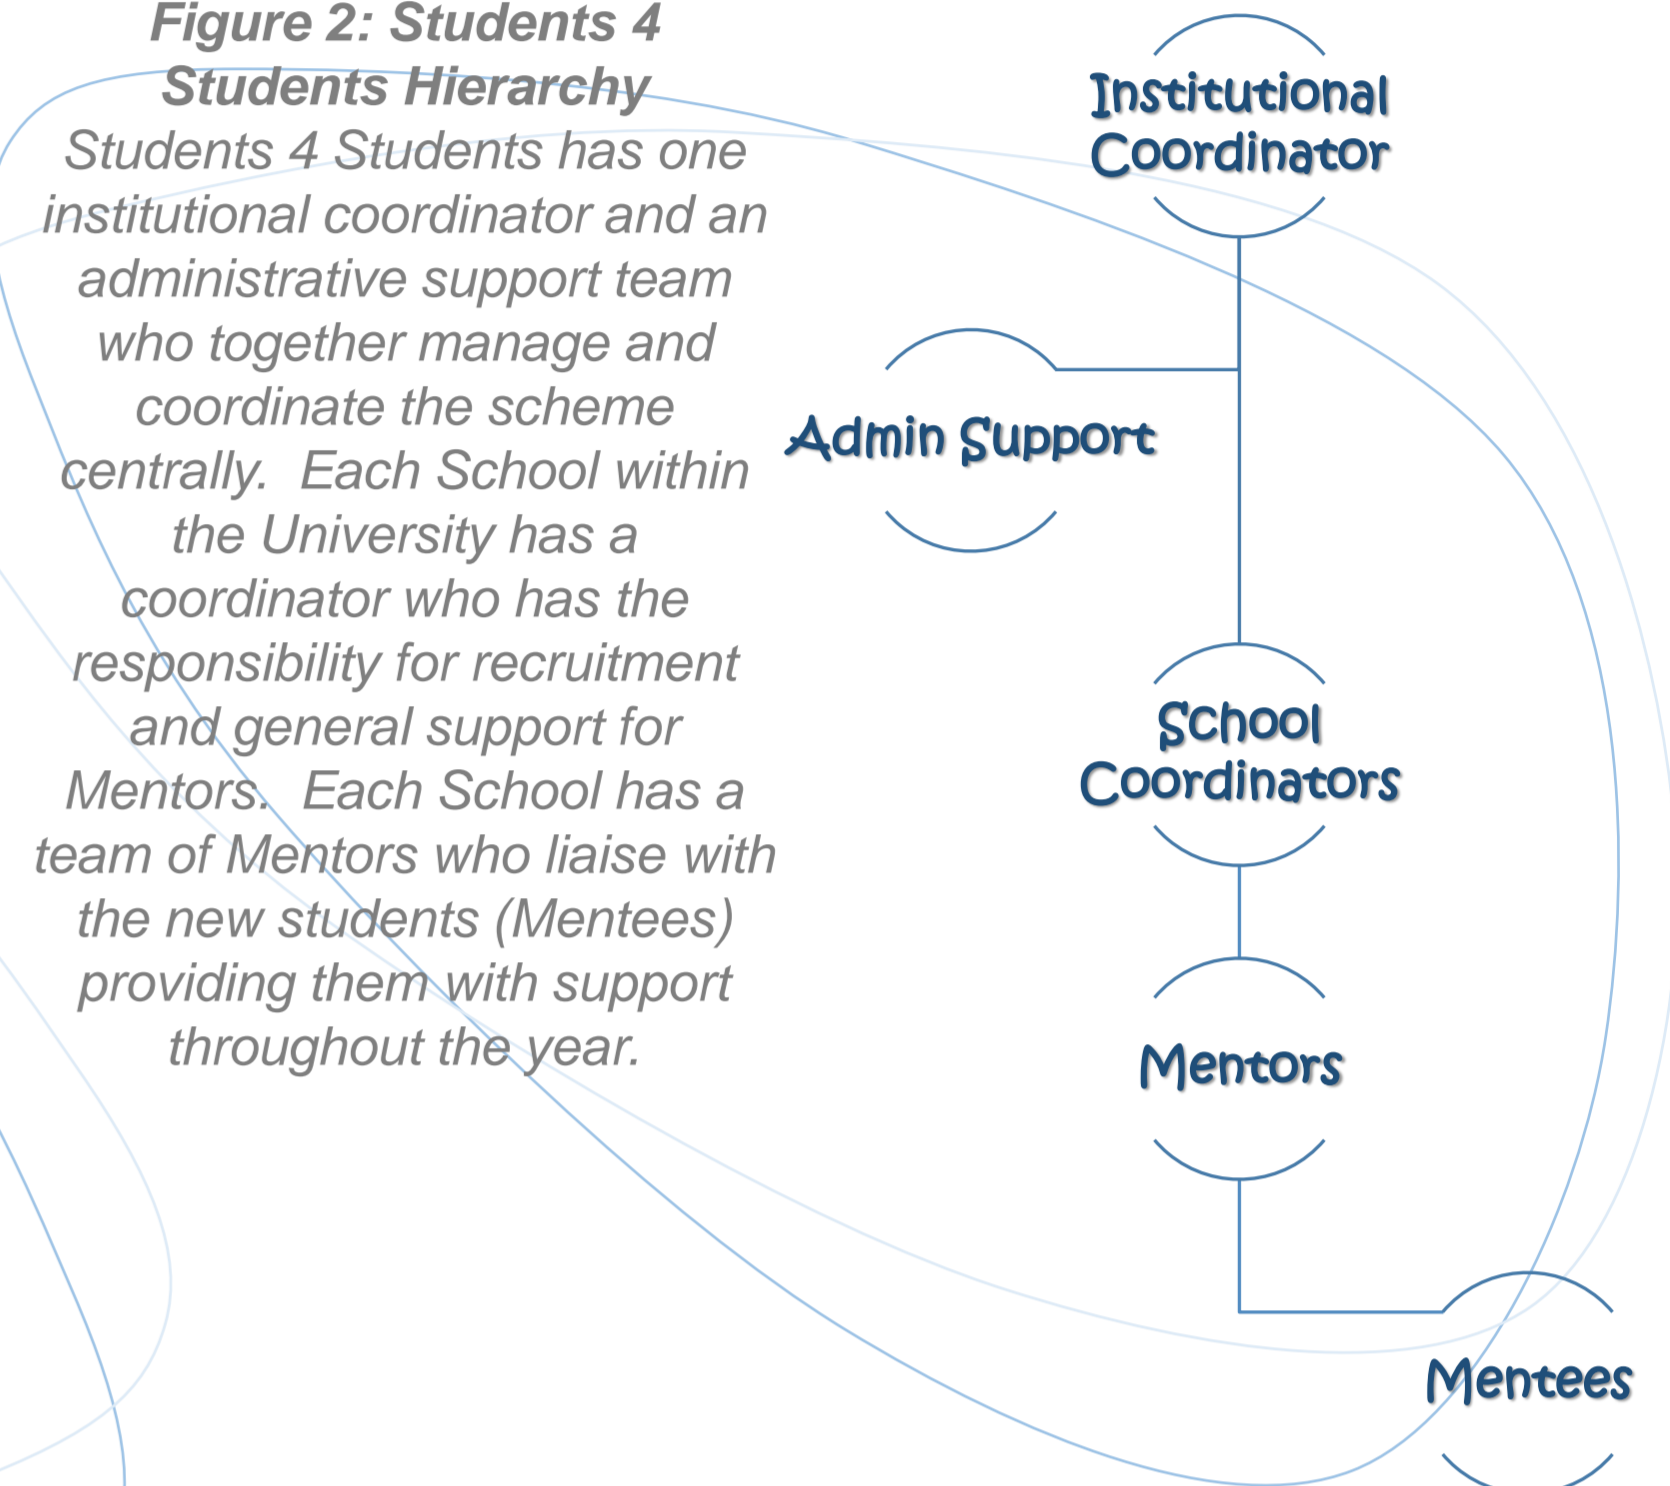 Figure 2: Students 4
Students Hierarchy
Students 4 Students has one
institutional coordinator and an
administrative support team
who together manage and
coordinate the scheme
centrally.  Each School within
the University has a
coordinator who has the
responsibility for recruitment
and general support for
Mentors.  Each School has a
team of Mentors who liaise with
the new students (Mentees)
providing them with support
throughout the year.
Institutional
Coordinator
Admin Support
School
Coordinators
Mentors
Mentees